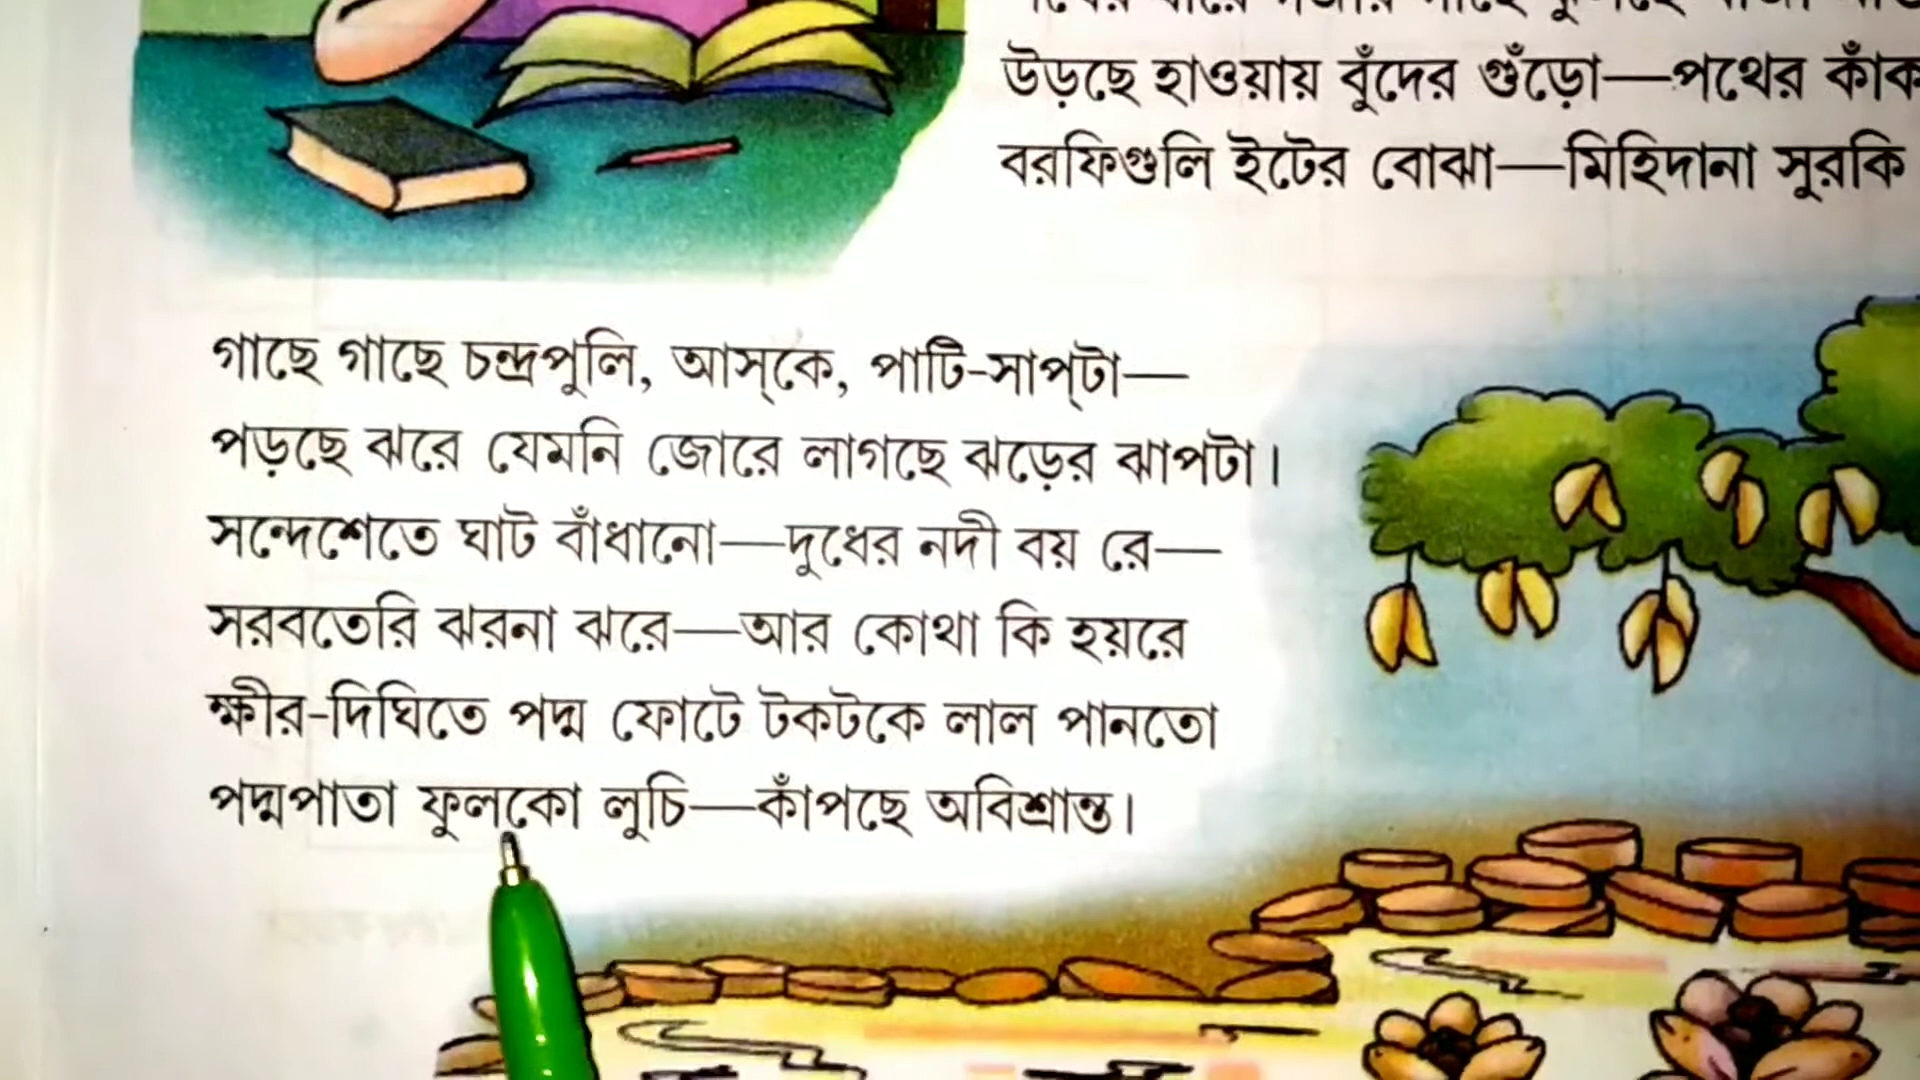 উড়ছে হাওয়ায় বুঁদের গুঁড়ো—পথের
বরফিগুলি ইটের বোঝা—মিহিদানা সুরকি
গাছে গাছে চন্দ্রপুলি, আস্‌কে, পাটি-সাপ্‌টা—
পড়ছে ঝরে যেমনি জোরে লাগছে ঝড়ের ঝাপটা।
সন্দেশেতে ঘাট বাঁধানো—দুধের নদী বয় রে—
সরবতেরি ঝরনা ঝরে—আর কোথা কি হয়রে
ক্ষীর-দিঘিতে পদ্ম ফোটে টকটকে লাল পানতো
পদ্মপাতা ফুলকো লুচি—কাঁপছে অবিশ্রান্ত।